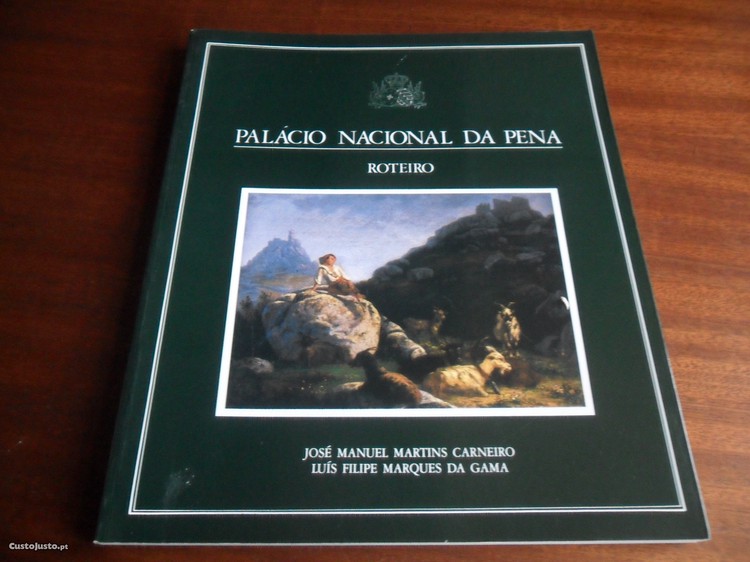 PALÁCIO NACIONAL DA PENA
ROTEIRO
JOSÉ MANUEL MARTINS CARNEIRO
LUÍS FILIPE MARQUES DA GAMA
CustoJusto.pt